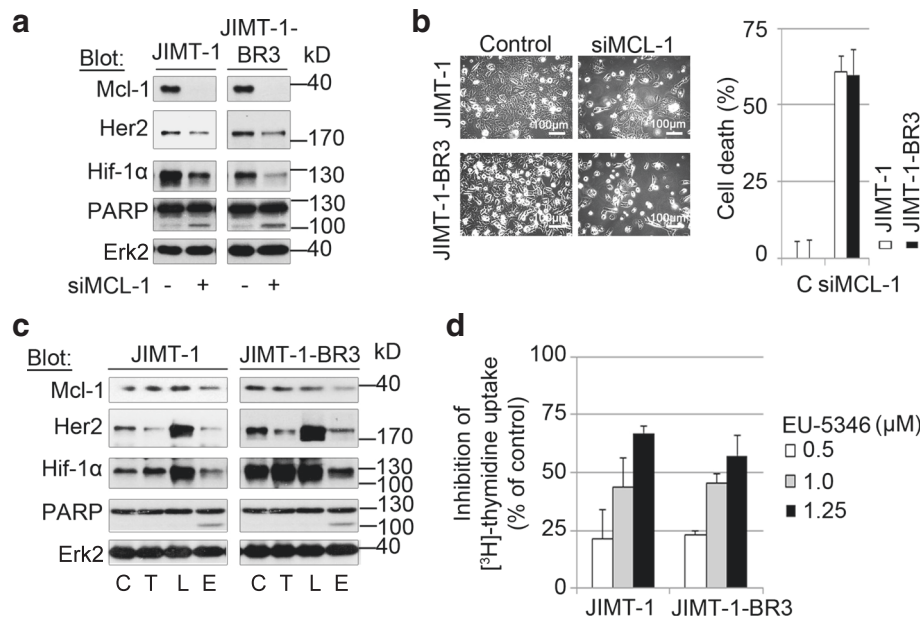 a
Blot: JIMT-1 JIMT-1-BR3 kD
Mcl-1 40
Her2 170
Hif-1α 130
PARP 130
100
Erk2 40
siMCL-1 - + - +
b
Control siMCL-1
JIMT-1 100µm 100µm
JIMT-1-BR3 100µm 100µm
Cell death (%)
75
50
25
0
C siMCL-1
JIMT-1
JIMT-1-BR3
c
Blot: JIMT-1 JIMT-1-BR3 kD
Mcl-1 40
Her2 170
Hif-1α 130
100
PARP 130
100
Erk2 40
C T L E C T L E
d
Inhibition of
[³H]-thymidine uptake
(% of control)
100
75
50
25
0
JIMT-1 JIMT-1-BR3
EU-5346 (µM)
0.5
1.0
1.25